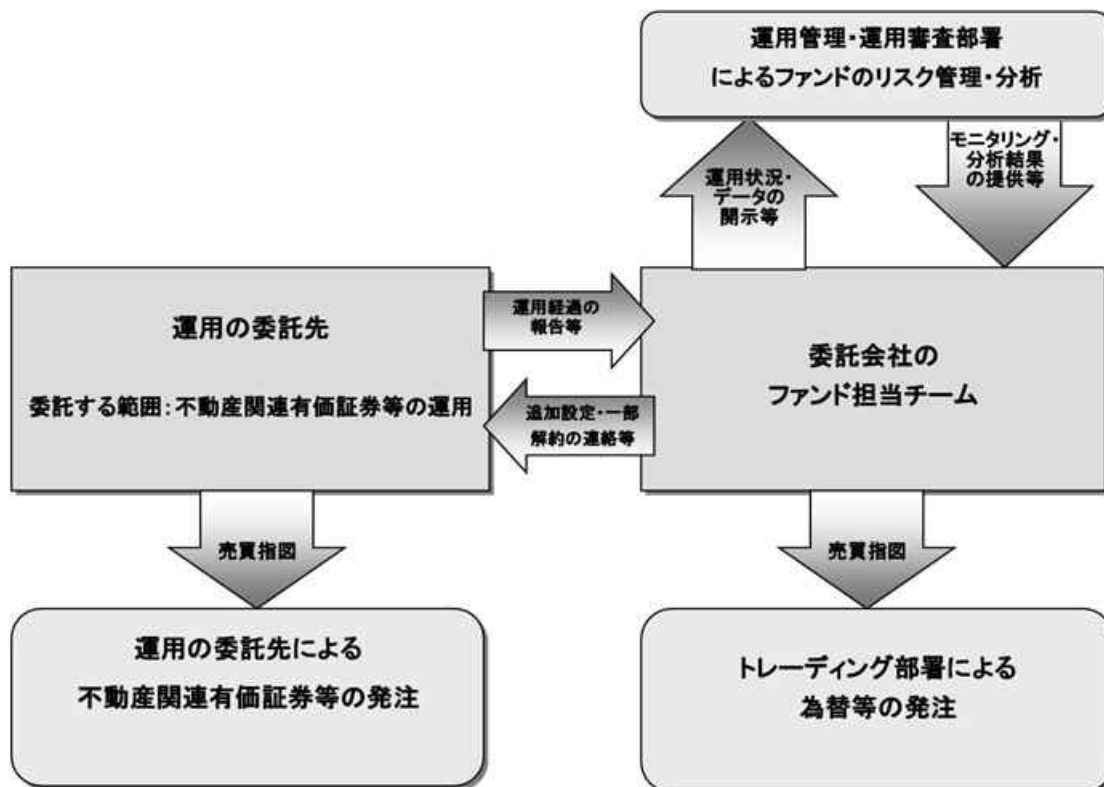 運用管理・運用審査部署
によるファンドのリスク管理・分析
運用状況・
データの
開示等
モニタリング・
分析結果
の提供等
運用の委託先
委託する範囲：不動産関連有価証券等の運用
運用経過の
報告等
追加設定・一部
解約の連絡等
委託会社の
ファンド担当チーム
売買指図
売買指図
運用の委託先による
不動産関連有価証券等の発注
トレーディング部署による
為替等の発注